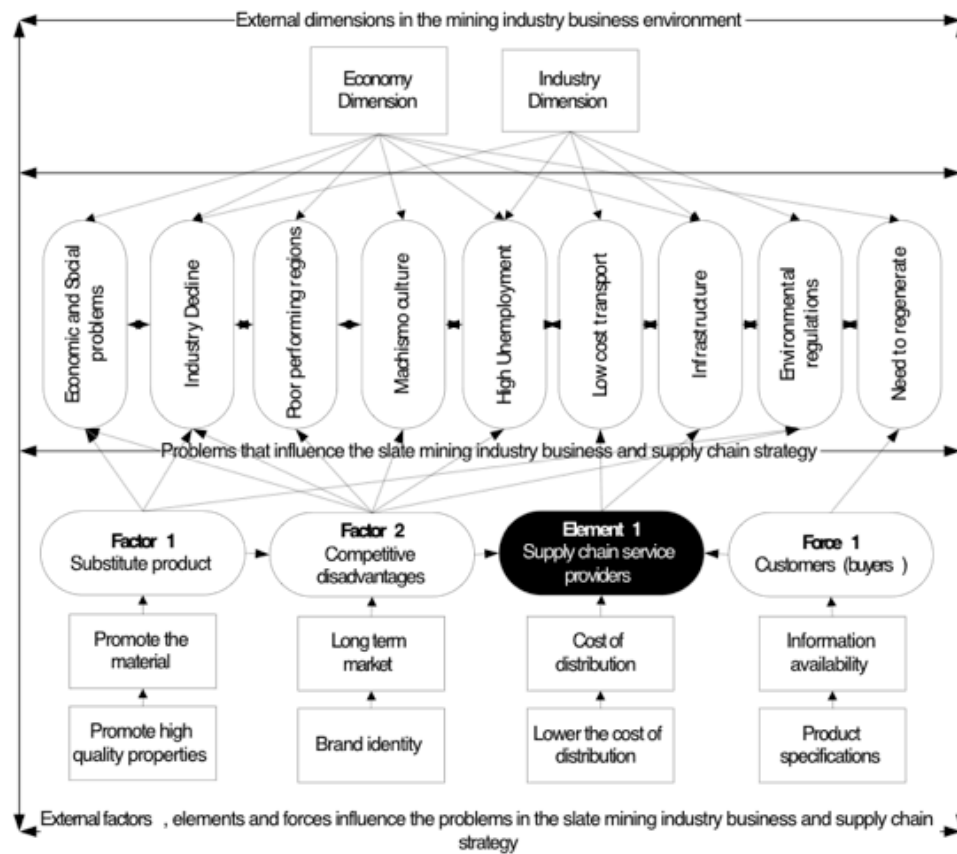 External dimensions in the mining industry business environment
Economy
Dimension
Industry
Dimension
Economic and Social
problems
Industry Decline
Poor performing regions
Machismo culture
High Unemployment
Low cost transport
Infrastructure
Environmental
regulations
Need to regenerate
Problems that influence the slate mining industry business and supply chain strategy
Factor 1
Substitute product
Factor 2
Competitive
disadvantages
Element 1
Supply chain service
providers
Force 1
Customers (buyers )
Promote the
material
Long term
market
Cost of
distribution
Information
availability
Promote high
quality properties
Brand identity
Lower the cost of
distribution
Product
specifications
External factors , elements and forces influence the problems in the slate mining industry business and supply chain
strategy